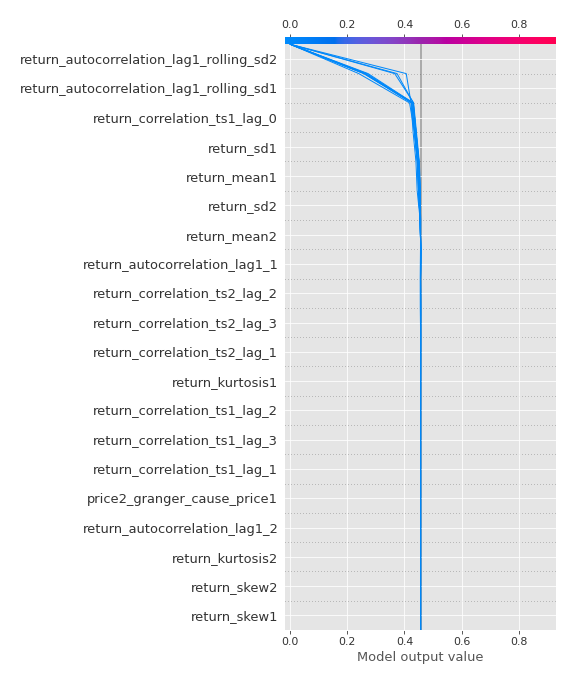 0.0 0.2 0.4 0.6 0.8
return_autocorrelation_lag1_rolling_sd2
return_autocorrelation_lag1_rolling_sd1
return_correlation_ts1_lag_0
return_sd1
return_mean1
return_sd2
return_mean2
return_autocorrelation_lag1_1
return_correlation_ts2_lag_2
return_correlation_ts2_lag_3
return_correlation_ts2_lag_1
return_kurtosis1
return_correlation_ts1_lag_2
return_correlation_ts1_lag_3
return_correlation_ts1_lag_1
price2_granger_cause_price1
return_autocorrelation_lag1_2
return_kurtosis2
return_skew2
return_skew1
0.0 0.2 0.4 0.6 0.8
Model output value